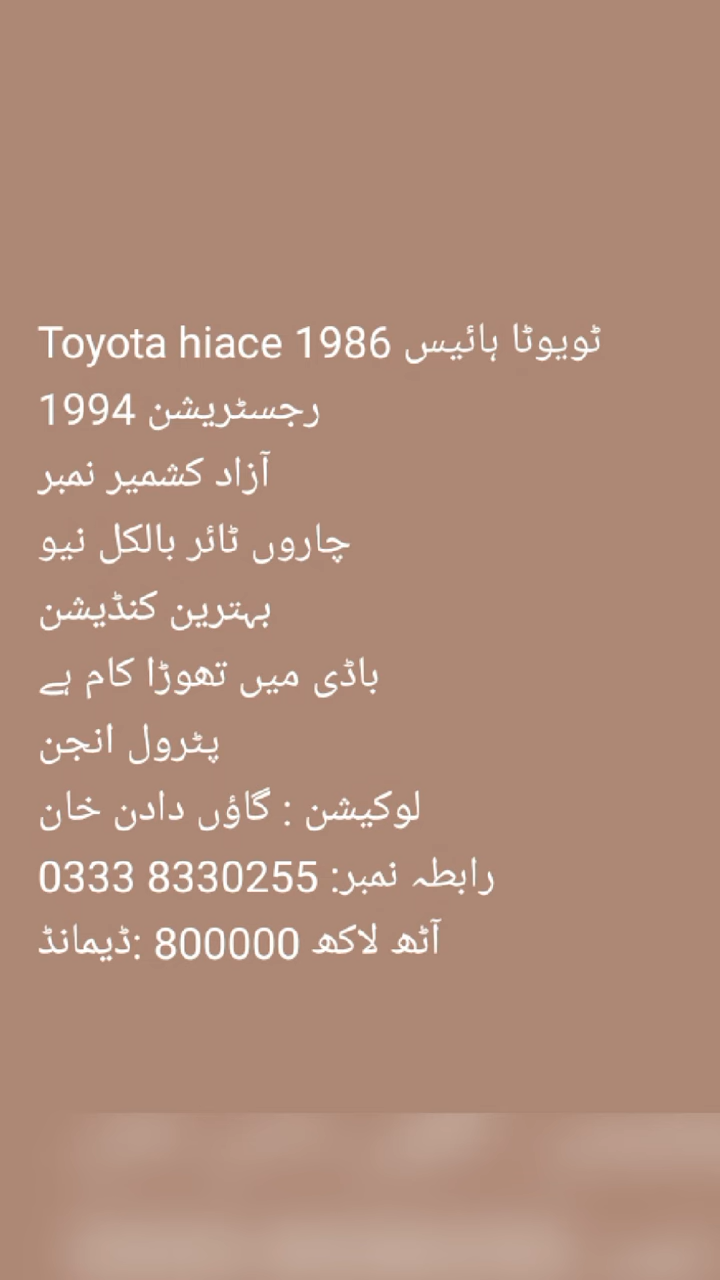 Toyota hiace 1986 ٹویوٹا ہائیس
1994 رجسٹریشن
آزاد کشمیر نمبر
چاروں ٹائر بالکل نیو
بہترین کنڈیشن
باڈی میں تھوڑا کام ہے
پٹرول انجن
لوکیشن : گاؤں دادن خان
رابطہ نمبر: 0333 8330255
ڈیمانڈ: 800000 آٹھ لاکھ